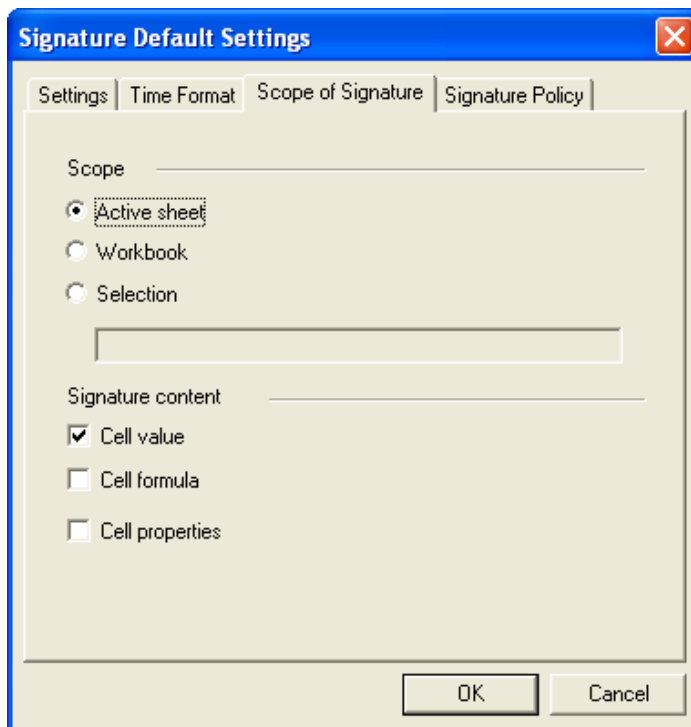 Signature Default Settings
Settings Time Format Scope of Signature Signature Policy
Scope
Active sheet
Workbook
Selection
Signature content
Cell value
Cell formula
Cell properties
OK Cancel